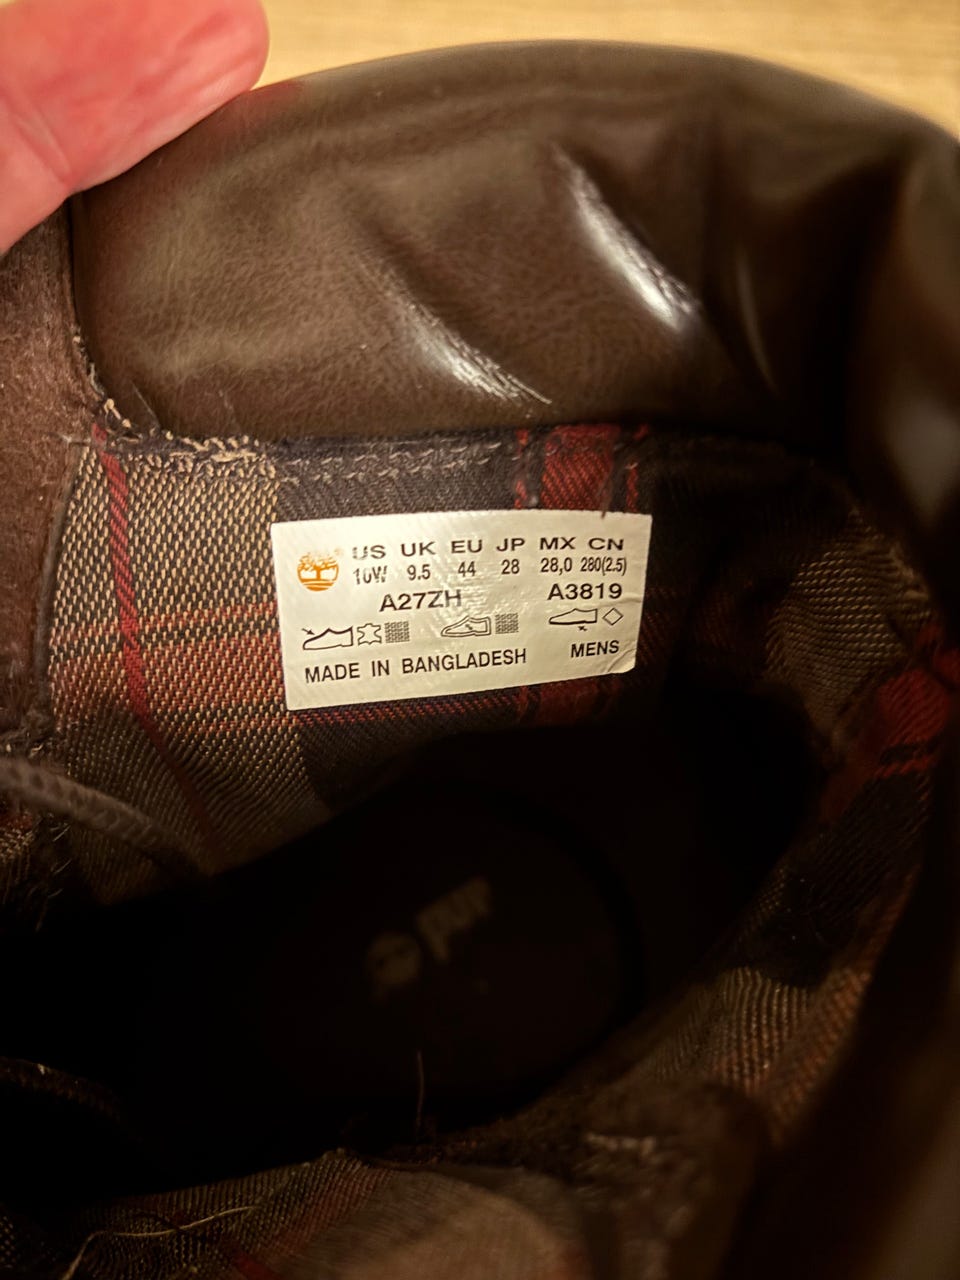 US UK EU JP MX CN
10W 9.5 44 28 28,0 280(2.5)
A27ZH A3819
MADE IN BANGLADESH MENS